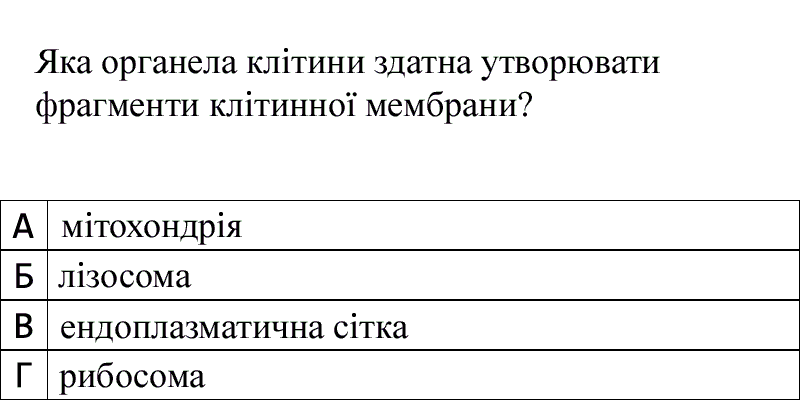 Яка органела клітини здатна утворювати
фрагменти клітинної мембрани?
А мітохондрія
Б лізосома
В ендоплазматична сітка
Г рибосома